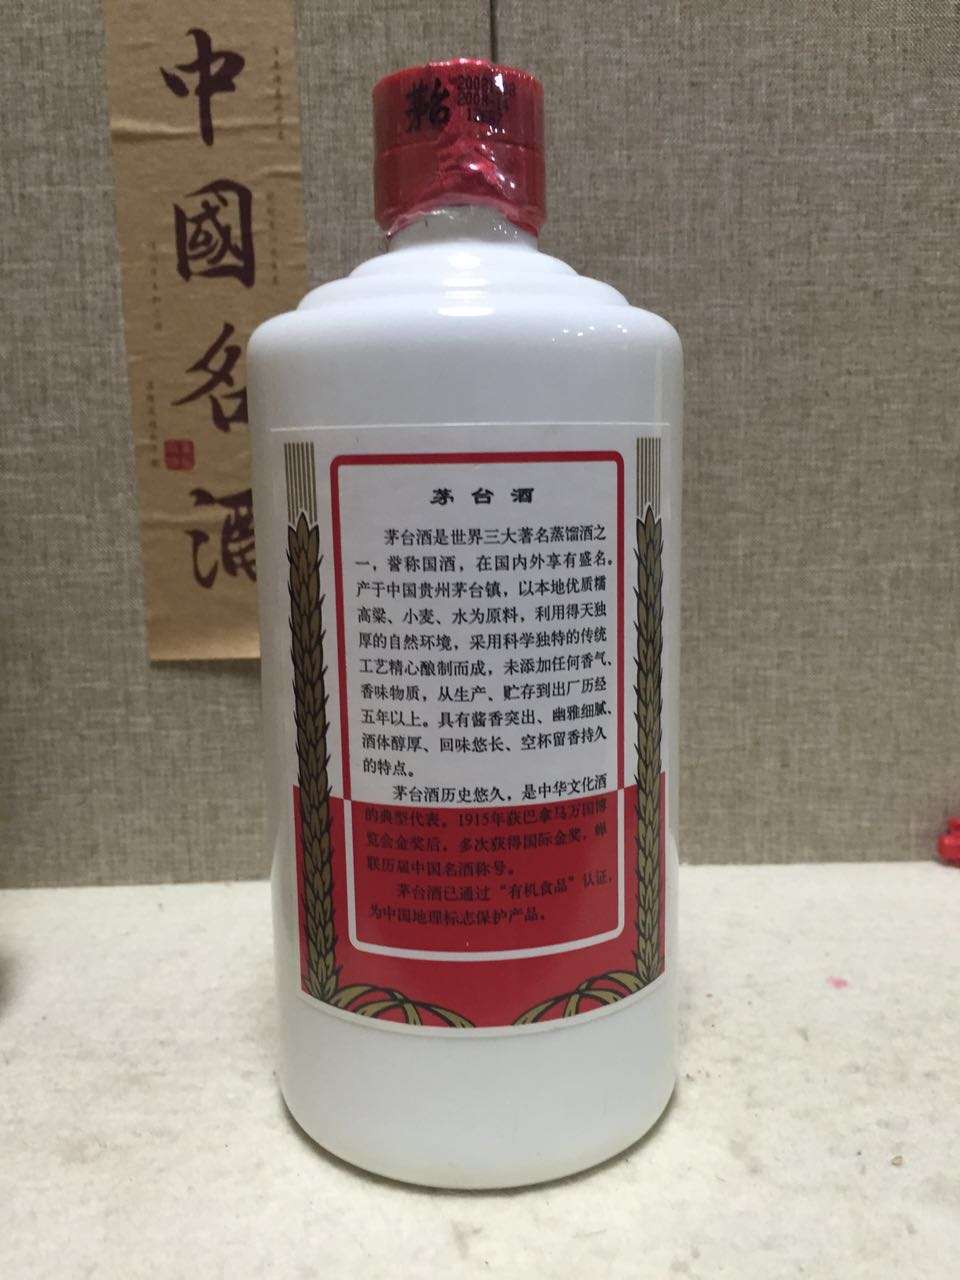 中
國
名
酒
茅台
茅台酒
茅台酒是世界三大著名蒸馏酒之
一，誉称国酒，在国内外享有盛名。
产于中国贵州茅台镇，以本地优质糯
高粱、小麦、水为原料，利用得天独
厚的自然环境，采用科学独特的传统
工艺精心酿制而成，未添加任何香气、
香味物质，从生产、贮存到出厂历经
五年以上。具有酱香突出、幽雅细腻、
酒体醇厚、回味悠长、空杯留香持久
的特点。
茅台酒历史悠久，是中华文化酒
的典型代表。1915年获巴拿马万国博
览会金奖后，多次获得国际金奖，蝉
联历届中国名酒称号。
茅台酒已通过“有机食品”认证，
为中国地理标志保护产品。